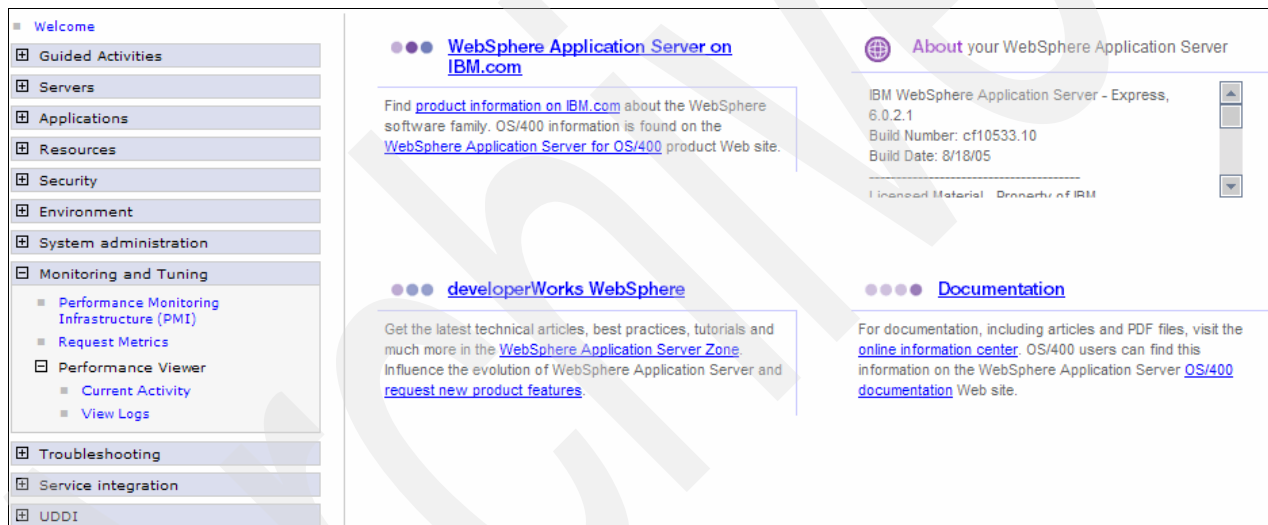 Welcome
Guided Activities
Servers
Applications
Resources
Security
Environment
System administration
Monitoring and Tuning
Performance Monitoring
Infrastructure (PMI)
Request Metrics
Performance Viewer
Current Activity
View Logs
Troubleshooting
Service integration
UDDI
WebSphere Application Server on
IBM.com
Find product information on IBM.com about the WebSphere
software family. OS/400 information is found on the
WebSphere Application Server for OS/400 product Web site.
About your WebSphere Application Server
IBM WebSphere Application Server - Express,
6.0.2.1
Build Number: cf10533.10
Build Date: 8/18/05
----------------------------------------
Licensed Material - Property of IBM
developerWorks WebSphere
Get the latest technical articles, best practices, tutorials and
much more in the WebSphere Application Server Zone.
Influence the evolution of WebSphere Application Server and
request new product features.
Documentation
For documentation, including articles and PDF files, visit the
online information center. OS/400 users can find this
information on the WebSphere Application Server OS/400
documentation Web site.